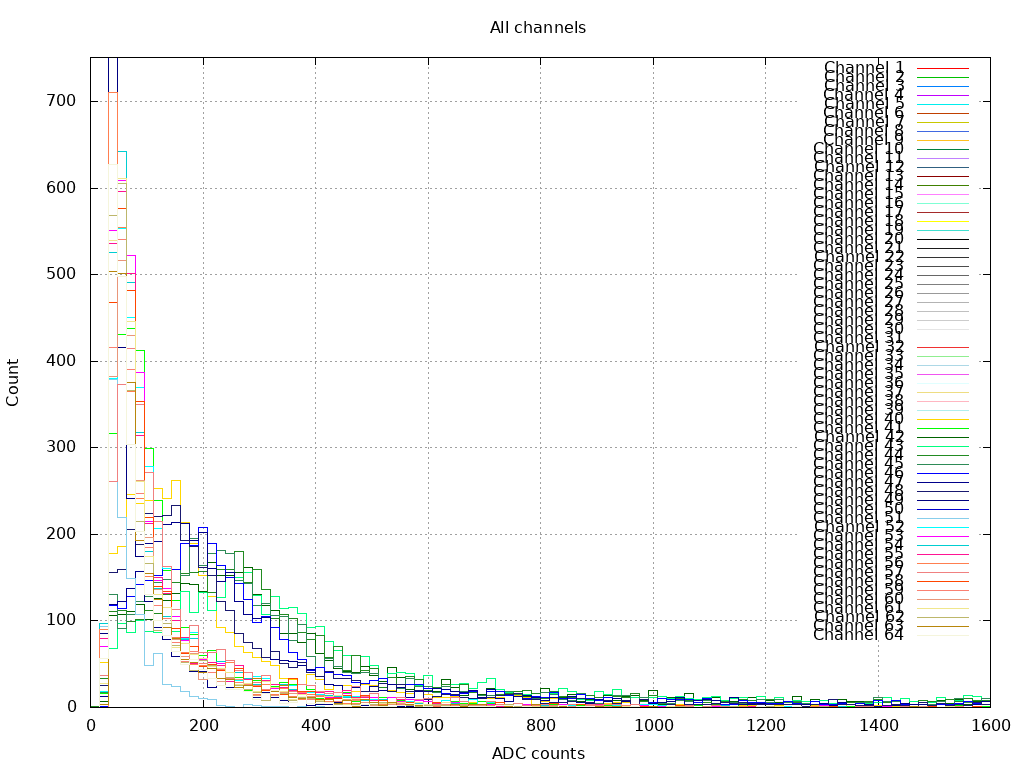 All channels
Count
700
600
500
400
300
200
100
0
0 200 400 600 800 1000 1200 1400 1600
ADC counts
Channel 1
Channel 2
Channel 3
Channel 4
Channel 5
Channel 6
Channel 7
Channel 8
Channel 9
Channel 10
Channel 11
Channel 12
Channel 13
Channel 14
Channel 15
Channel 16
Channel 17
Channel 18
Channel 19
Channel 20
Channel 21
Channel 22
Channel 23
Channel 24
Channel 25
Channel 26
Channel 27
Channel 28
Channel 29
Channel 30
Channel 31
Channel 32
Channel 33
Channel 34
Channel 35
Channel 36
Channel 37
Channel 38
Channel 39
Channel 40
Channel 41
Channel 42
Channel 43
Channel 44
Channel 45
Channel 46
Channel 47
Channel 48
Channel 49
Channel 50
Channel 51
Channel 52
Channel 53
Channel 54
Channel 55
Channel 56
Channel 57
Channel 58
Channel 59
Channel 60
Channel 61
Channel 62
Channel 63
Channel 64